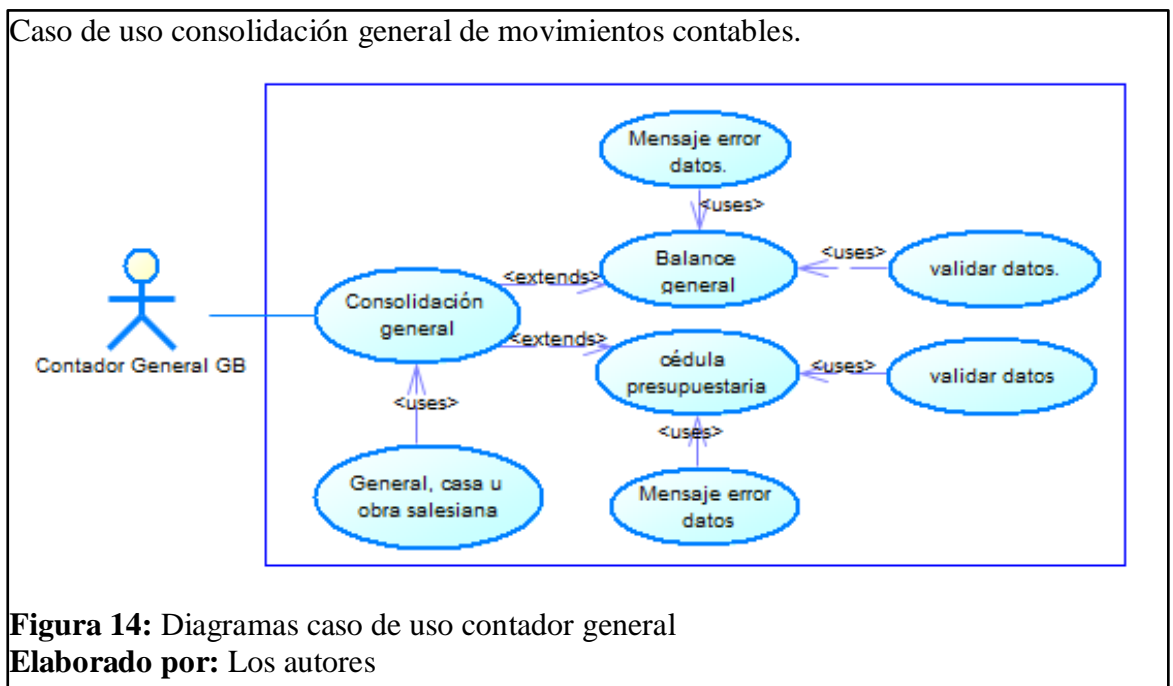 Caso de uso consolidación general de movimientos contables.
Mensaje error
datos.
<uses>
Balance
general
<uses>
validar datos.
<extends>
Consolidación
general
Contador General GB
<extends>
cédula
presupuestaria
<uses>
validar datos
<uses>
<uses>
General, casa u
obra salesiana
Mensaje error
datos
Figura 14: Diagramas caso de uso contador general
Elaborado por: Los autores